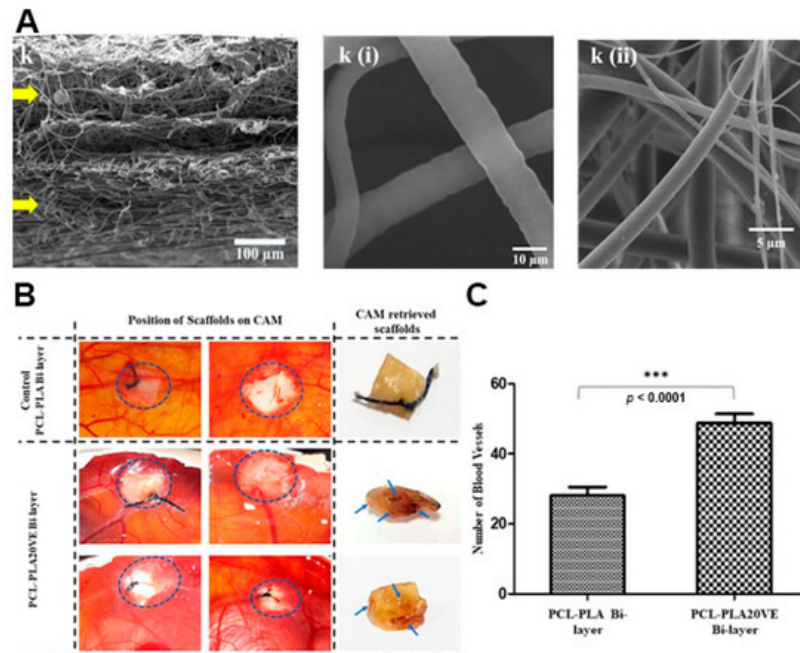 A
k
k (i)
k (ii)
100 µm
10 µm
5 µm
B
Position of Scaffolds on CAM
CAM retrieved
scaffolds
Control
PCL-PLA Bi-layer
PCL-PLA20VE Bi-layer
C
***
p < 0.0001
Number of Blood Vessels
60
40
20
0
PCL-PLA Bi-
layer
PCL-PLA20VE
Bi-layer